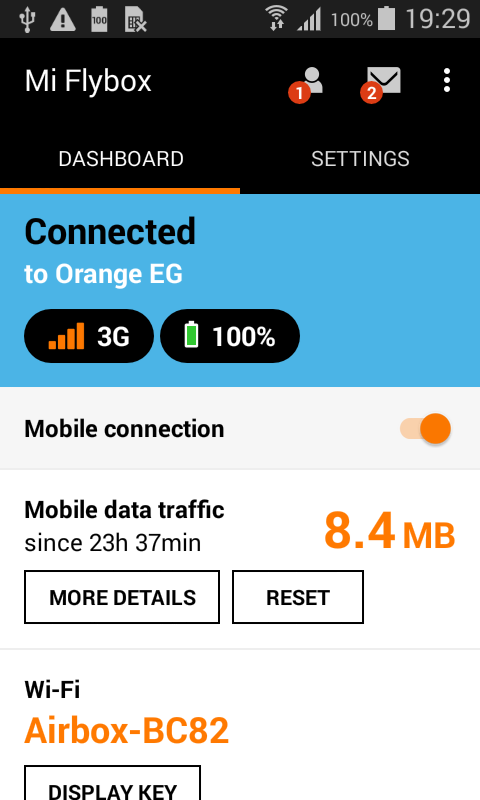 100
100% 19:29
Mi Flybox
1
2
DASHBOARD SETTINGS
Connected
to Orange EG
3G 100%
Mobile connection
Mobile data traffic
since 23h 37min
8.4 MB
MORE DETAILS RESET
Wi-Fi
Airbox-BC82
DISPLAY KEY